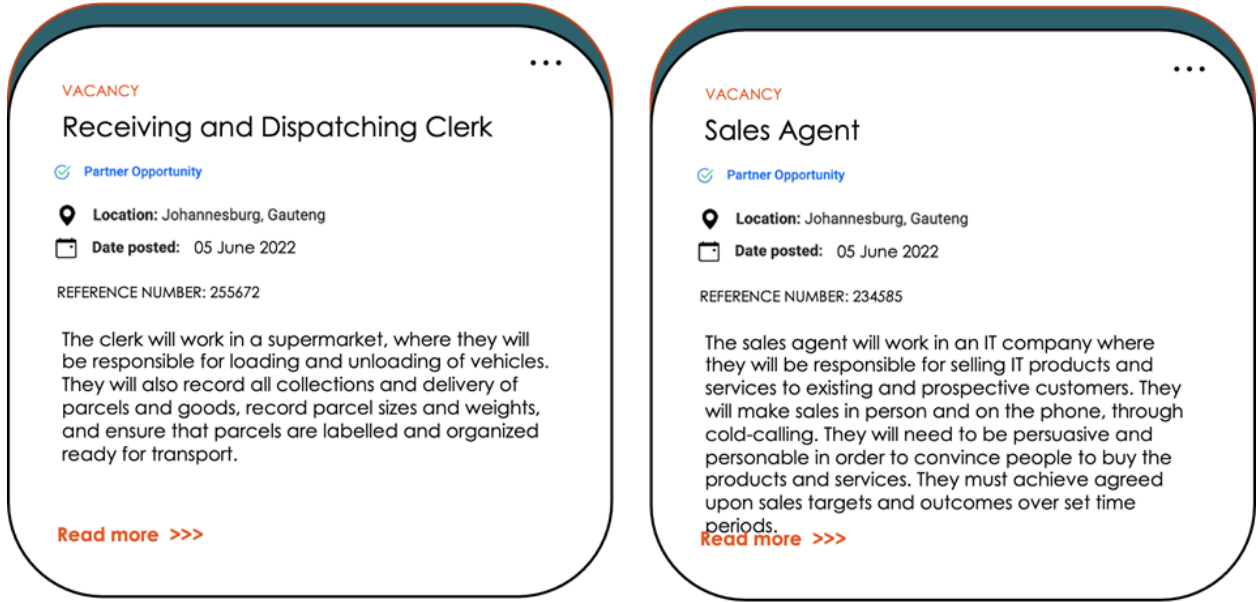 ...
VACANCY
Receiving and Dispatching Clerk
Partner Opportunity
Location: Johannesburg, Gauteng
Date posted: 05 June 2022
REFERENCE NUMBER: 255672
The clerk will work in a supermarket, where they will
be responsible for loading and unloading of vehicles.
They will also record all collections and delivery of
parcels and goods, record parcel sizes and weights,
and ensure that parcels are labelled and organized
ready for transport.
Read more >>>
...
VACANCY
Sales Agent
Partner Opportunity
Location: Johannesburg, Gauteng
Date posted: 05 June 2022
REFERENCE NUMBER: 234585
The sales agent will work in an IT company where
they will be responsible for selling IT products and
services to existing and prospective customers. They
will make sales in person and on the phone, through
cold-calling. They will need to be persuasive and
personable in order to convince people to buy the
products and services. They must achieve agreed
upon sales targets and outcomes over set time
periods.
Read more >>>